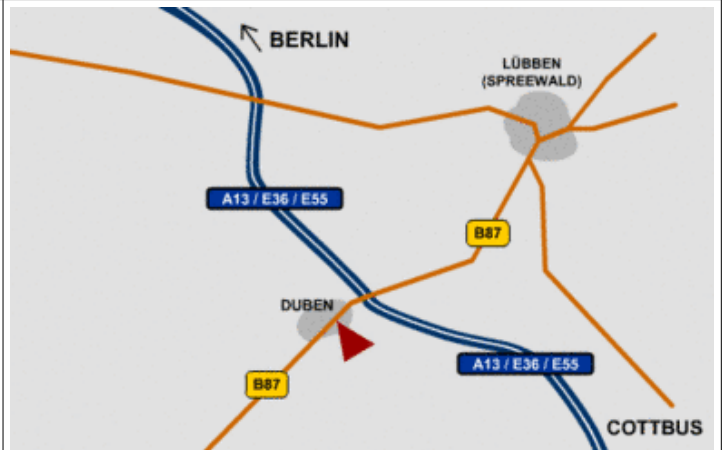 BERLIN
LÜBBEN
(SPREEWALD)
A13 / E36 / E55
B87
DUBEN
A13 / E36 / E55
B87
COTTBUS